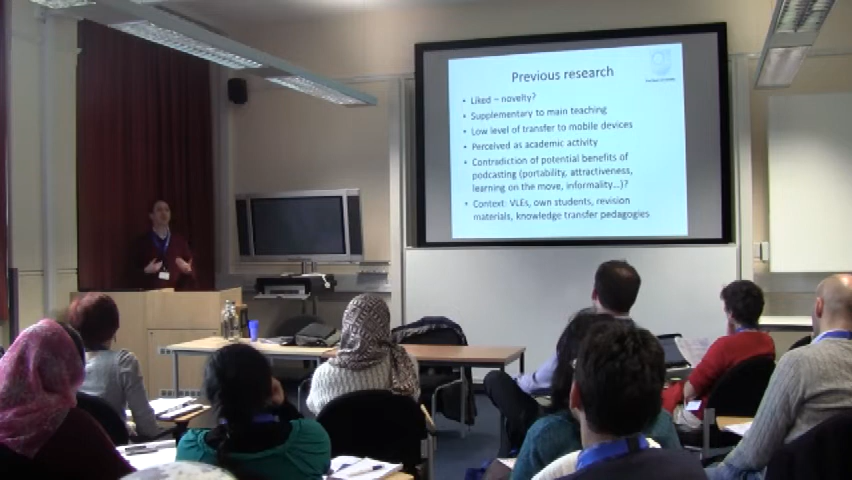 Previous research
• Liked – novelty?
• Supplementary to main teaching
• Low level of transfer to mobile devices
• Perceived as academic activity
• Contradiction of potential benefits of
podcasting (portability, attractiveness,
learning on the move, informality...)?
• Context: VLEs, own students, revision
materials, knowledge transfer pedagogies